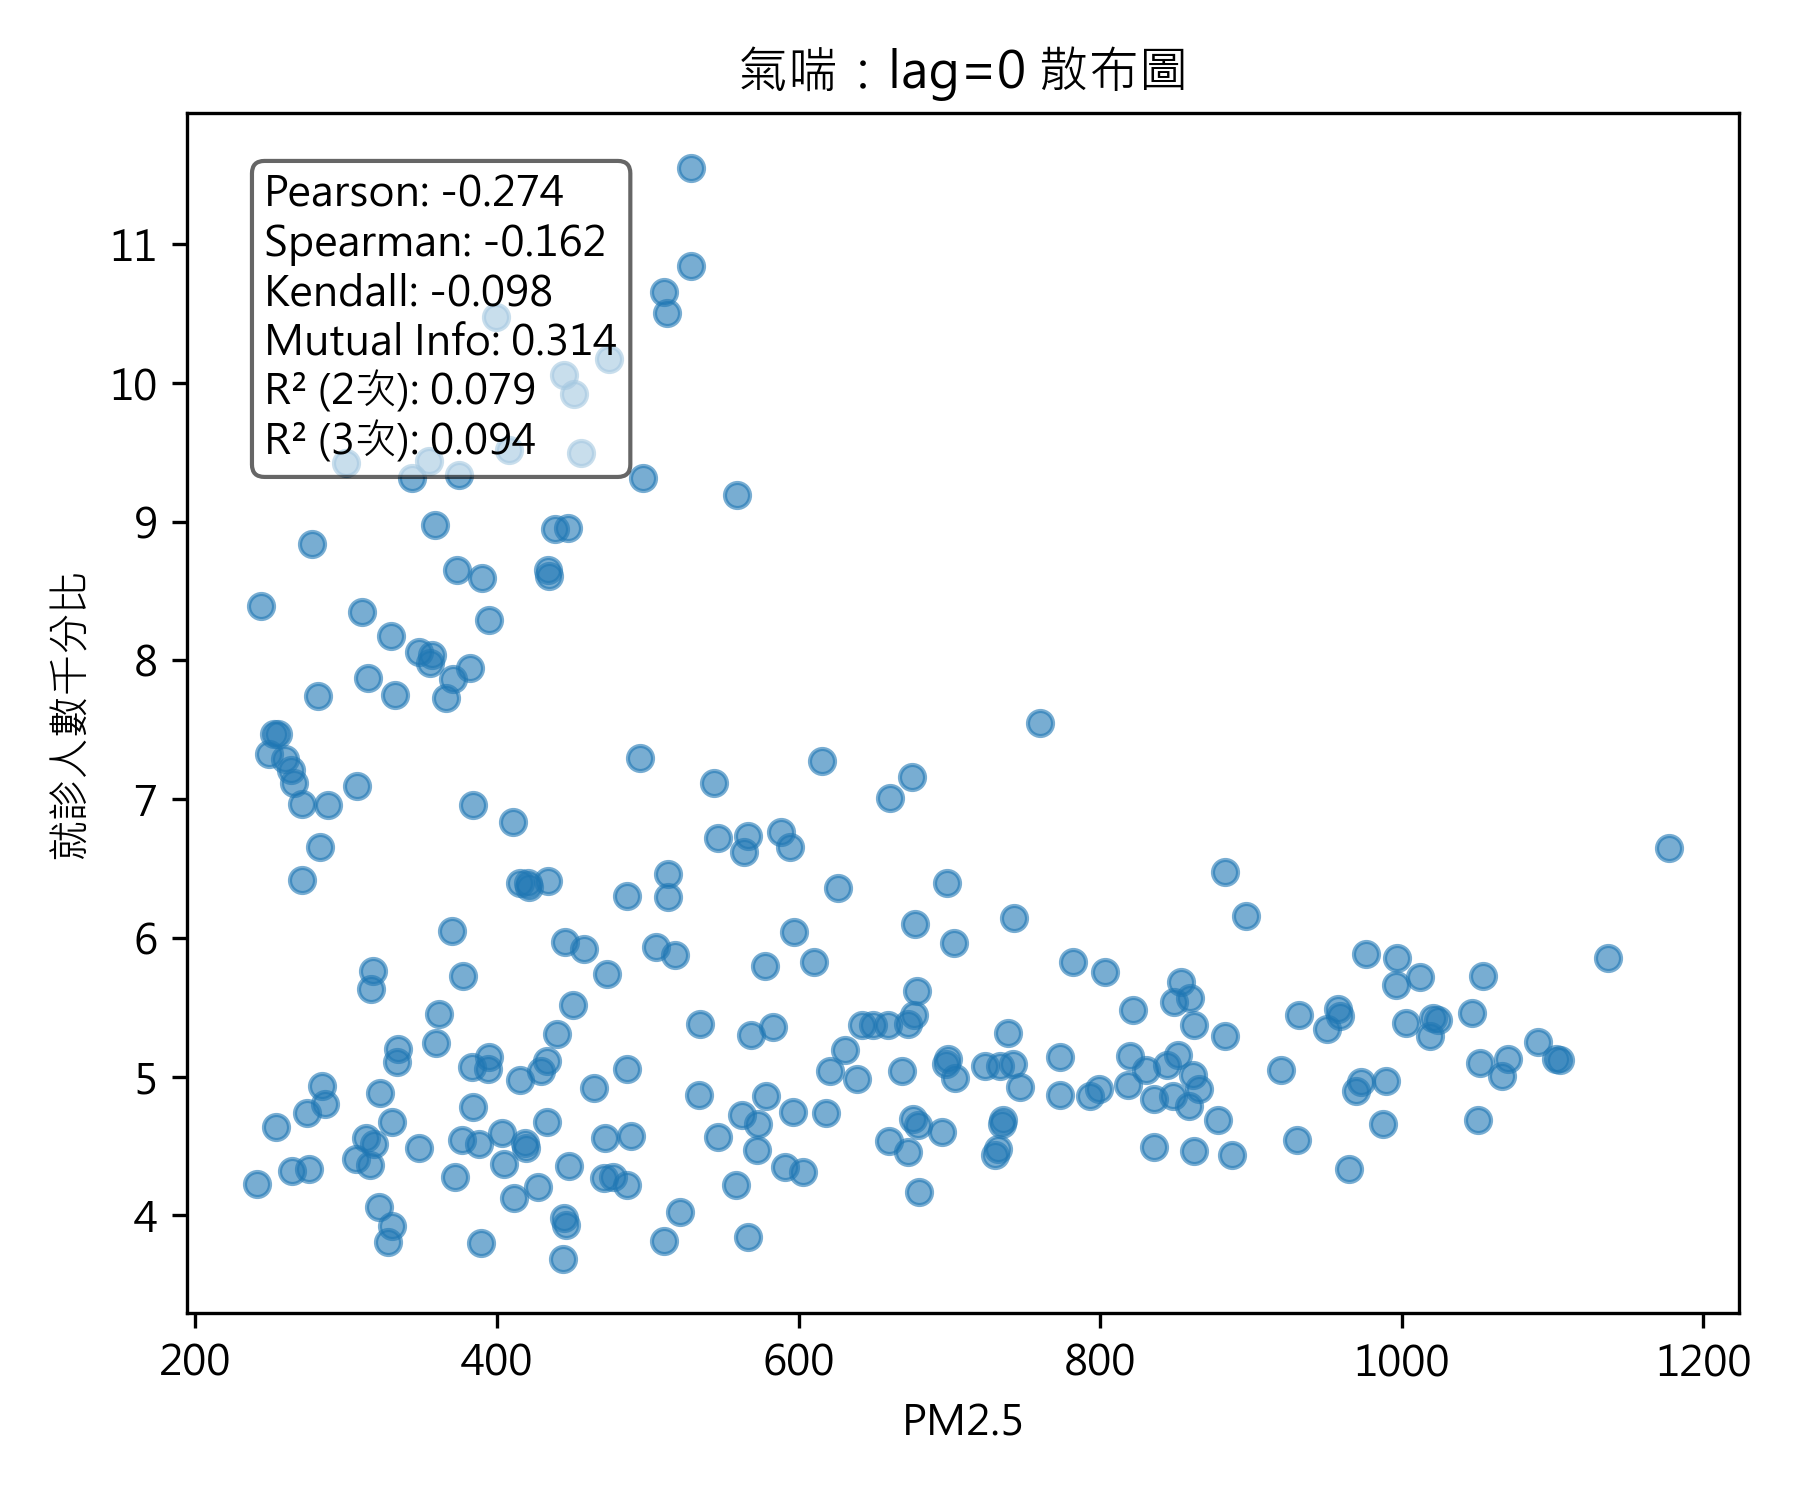 氣喘：lag=0 散布圖
Pearson: -0.274
Spearman: -0.162
Kendall: -0.098
Mutual Info: 0.314
R² (2次): 0.079
R² (3次): 0.094
就診人數千分比
11
10
9
8
7
6
5
4
200 400 600 800 1000 1200
PM2.5